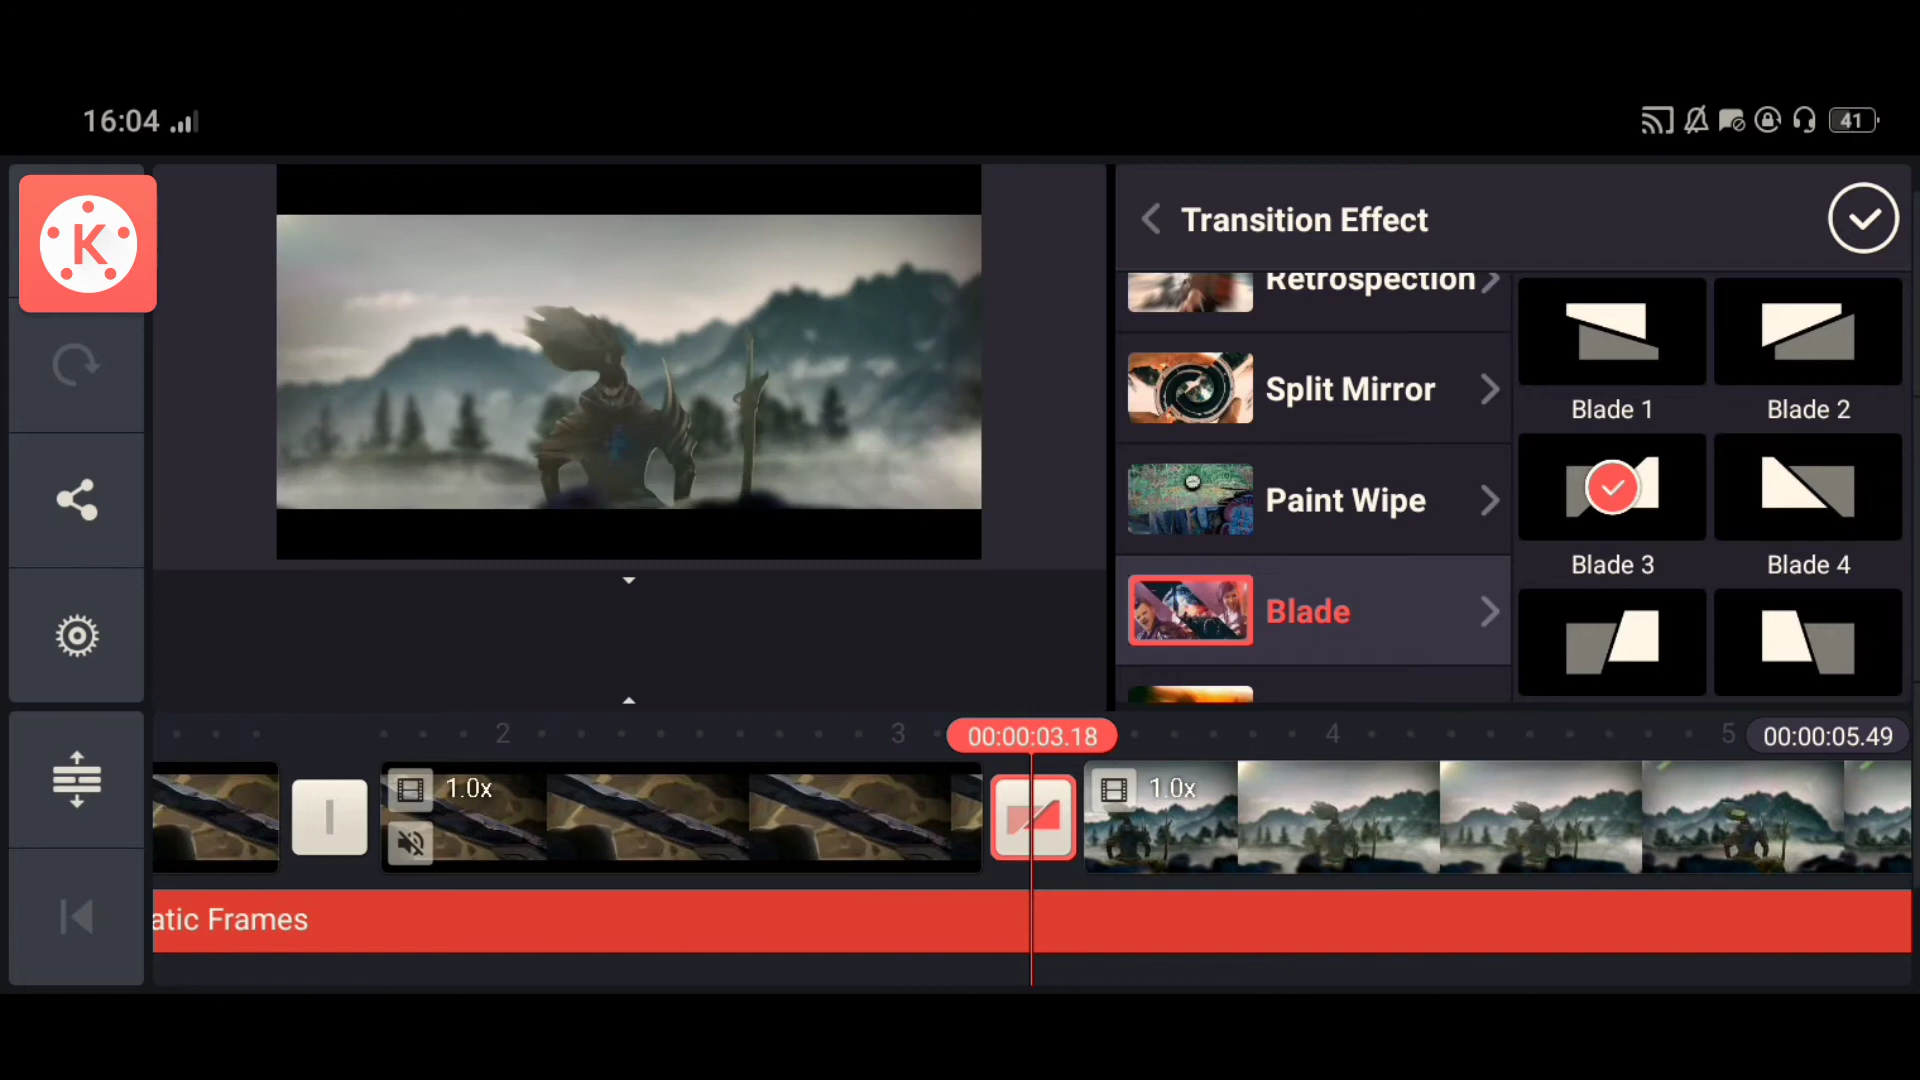 16:04
41
K
Transition Effect
Retrospection
Split Mirror
Paint Wipe
Blade
Blade 1
Blade 2
Blade 3
Blade 4
2
3
00:00:03.18
4
5
00:00:05.49
1.0x
1.0x
atic Frames